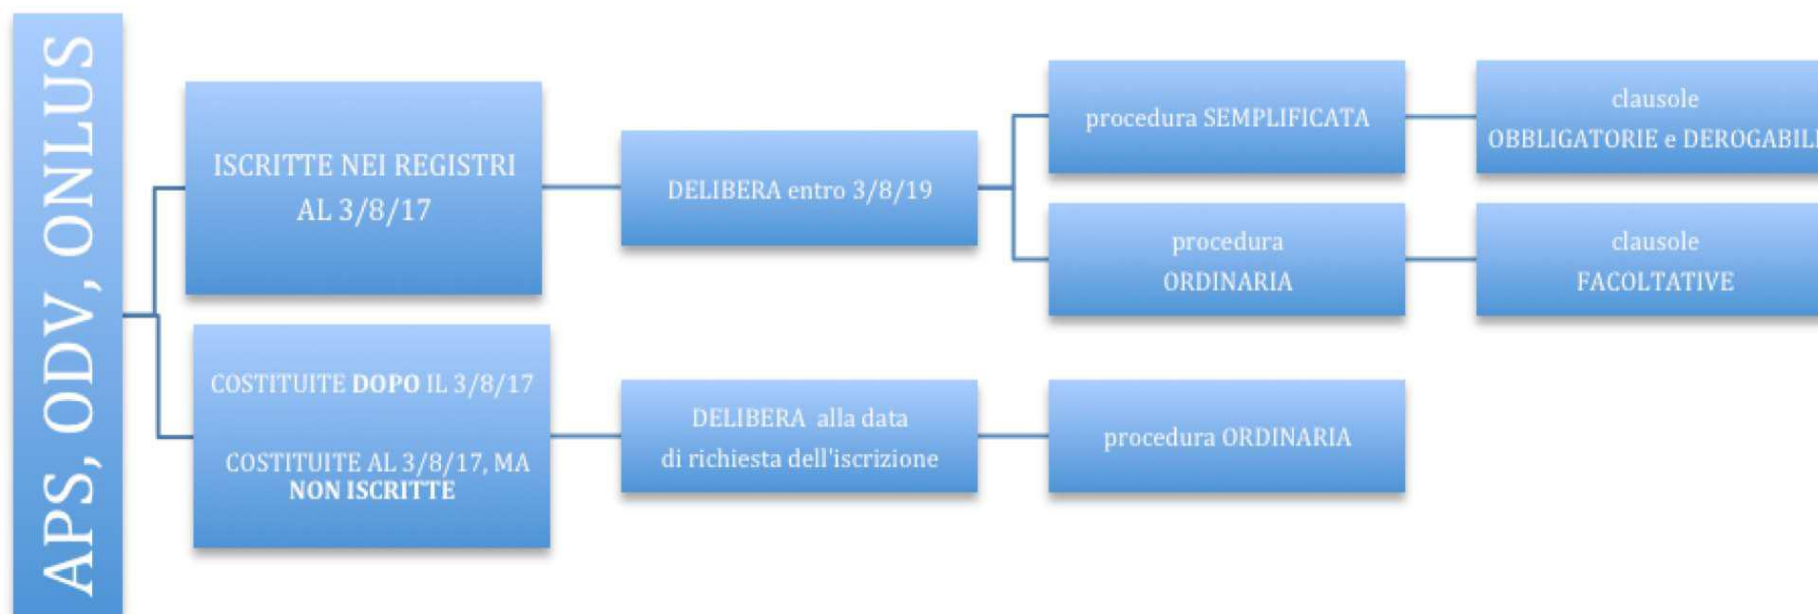 APS, ODV, ONLUS
ISCRITTE NEI REGISTRI
AL 3/8/17
DELIBERA entro 3/8/19
procedura SEMPLIFICATA
clausole
OBBLIGATORIE e DEROGABILI
procedura
ORDINARIA
clausole
FACOLTATIVE
COSTITUITE DOPO IL 3/8/17
COSTITUITE AL 3/8/17, MA
NON ISCRITTE
DELIBERA alla data
di richiesta dell'iscrizione
procedura ORDINARIA